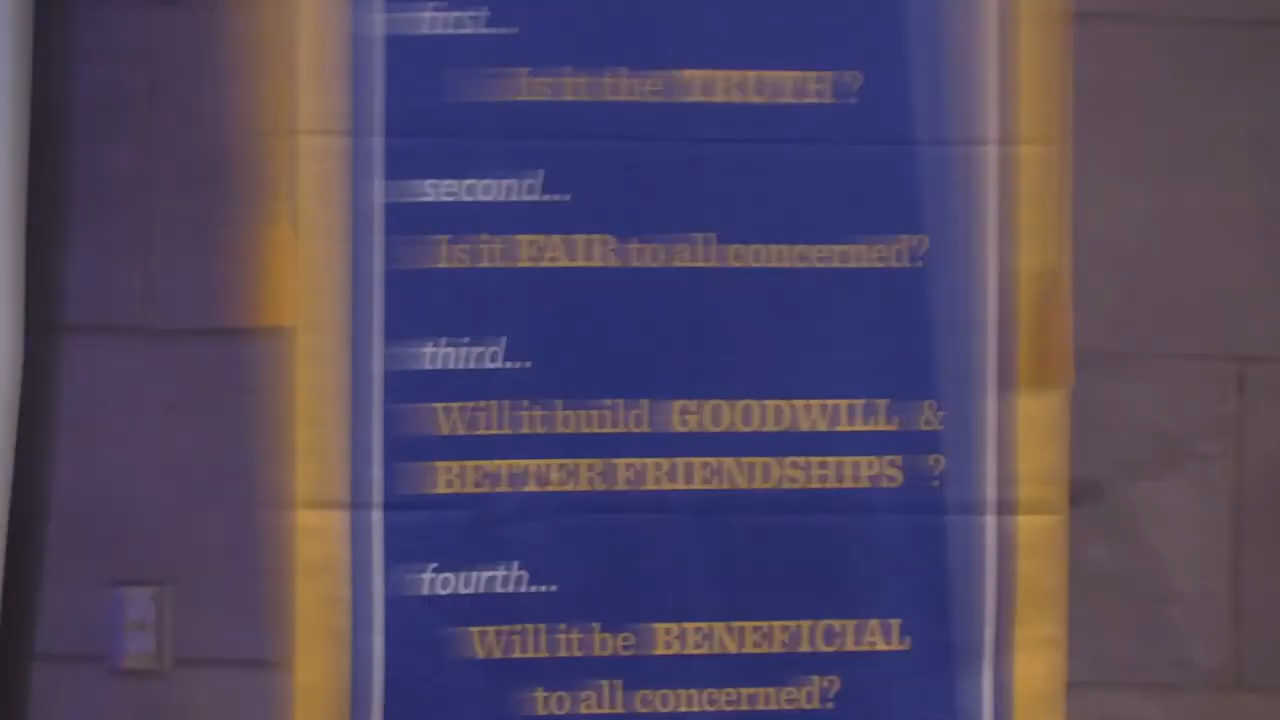 first...
Is it the TRUTH?
second...
Is it FAIR to all concerned?
third...
Will it build GOODWILL &
BETTER FRIENDSHIPS ?
fourth...
Will it be BENEFICIAL
to all concerned?